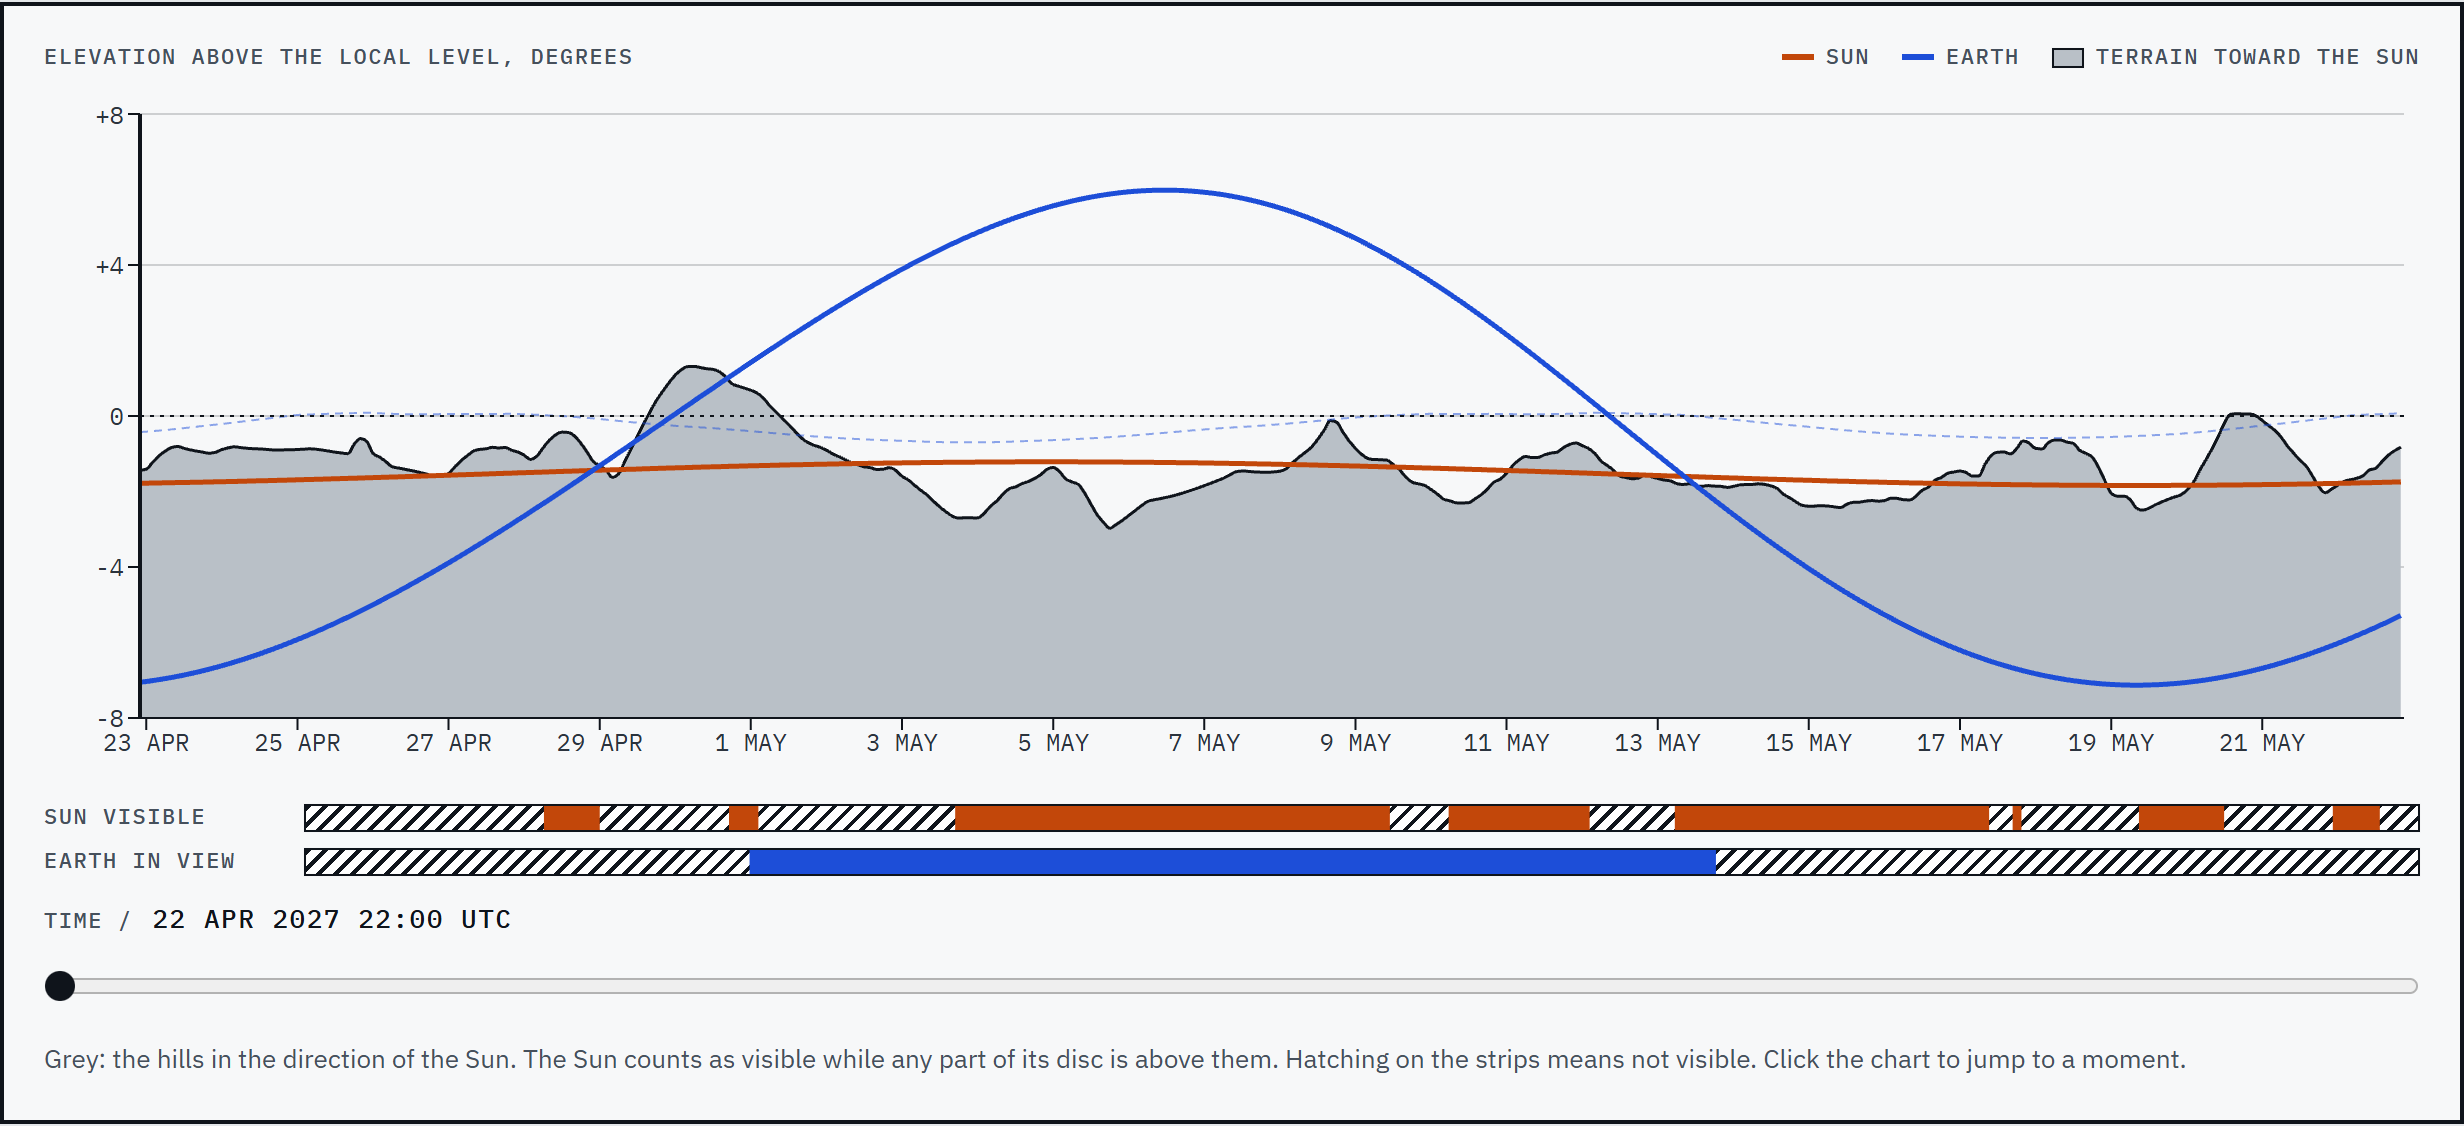 ELEVATION ABOVE THE LOCAL LEVEL, DEGREES
SUN EARTH TERRAIN TOWARD THE SUN
+8
+4
0
-4
-8
23 APR 25 APR 27 APR 29 APR 1 MAY 3 MAY 5 MAY 7 MAY 9 MAY 11 MAY 13 MAY 15 MAY 17 MAY 19 MAY 21 MAY
SUN VISIBLE
EARTH IN VIEW
TIME / 22 APR 2027 22:00 UTC
Grey: the hills in the direction of the Sun. The Sun counts as visible while any part of its disc is above them. Hatching on the strips means not visible. Click the chart to jump to a moment.